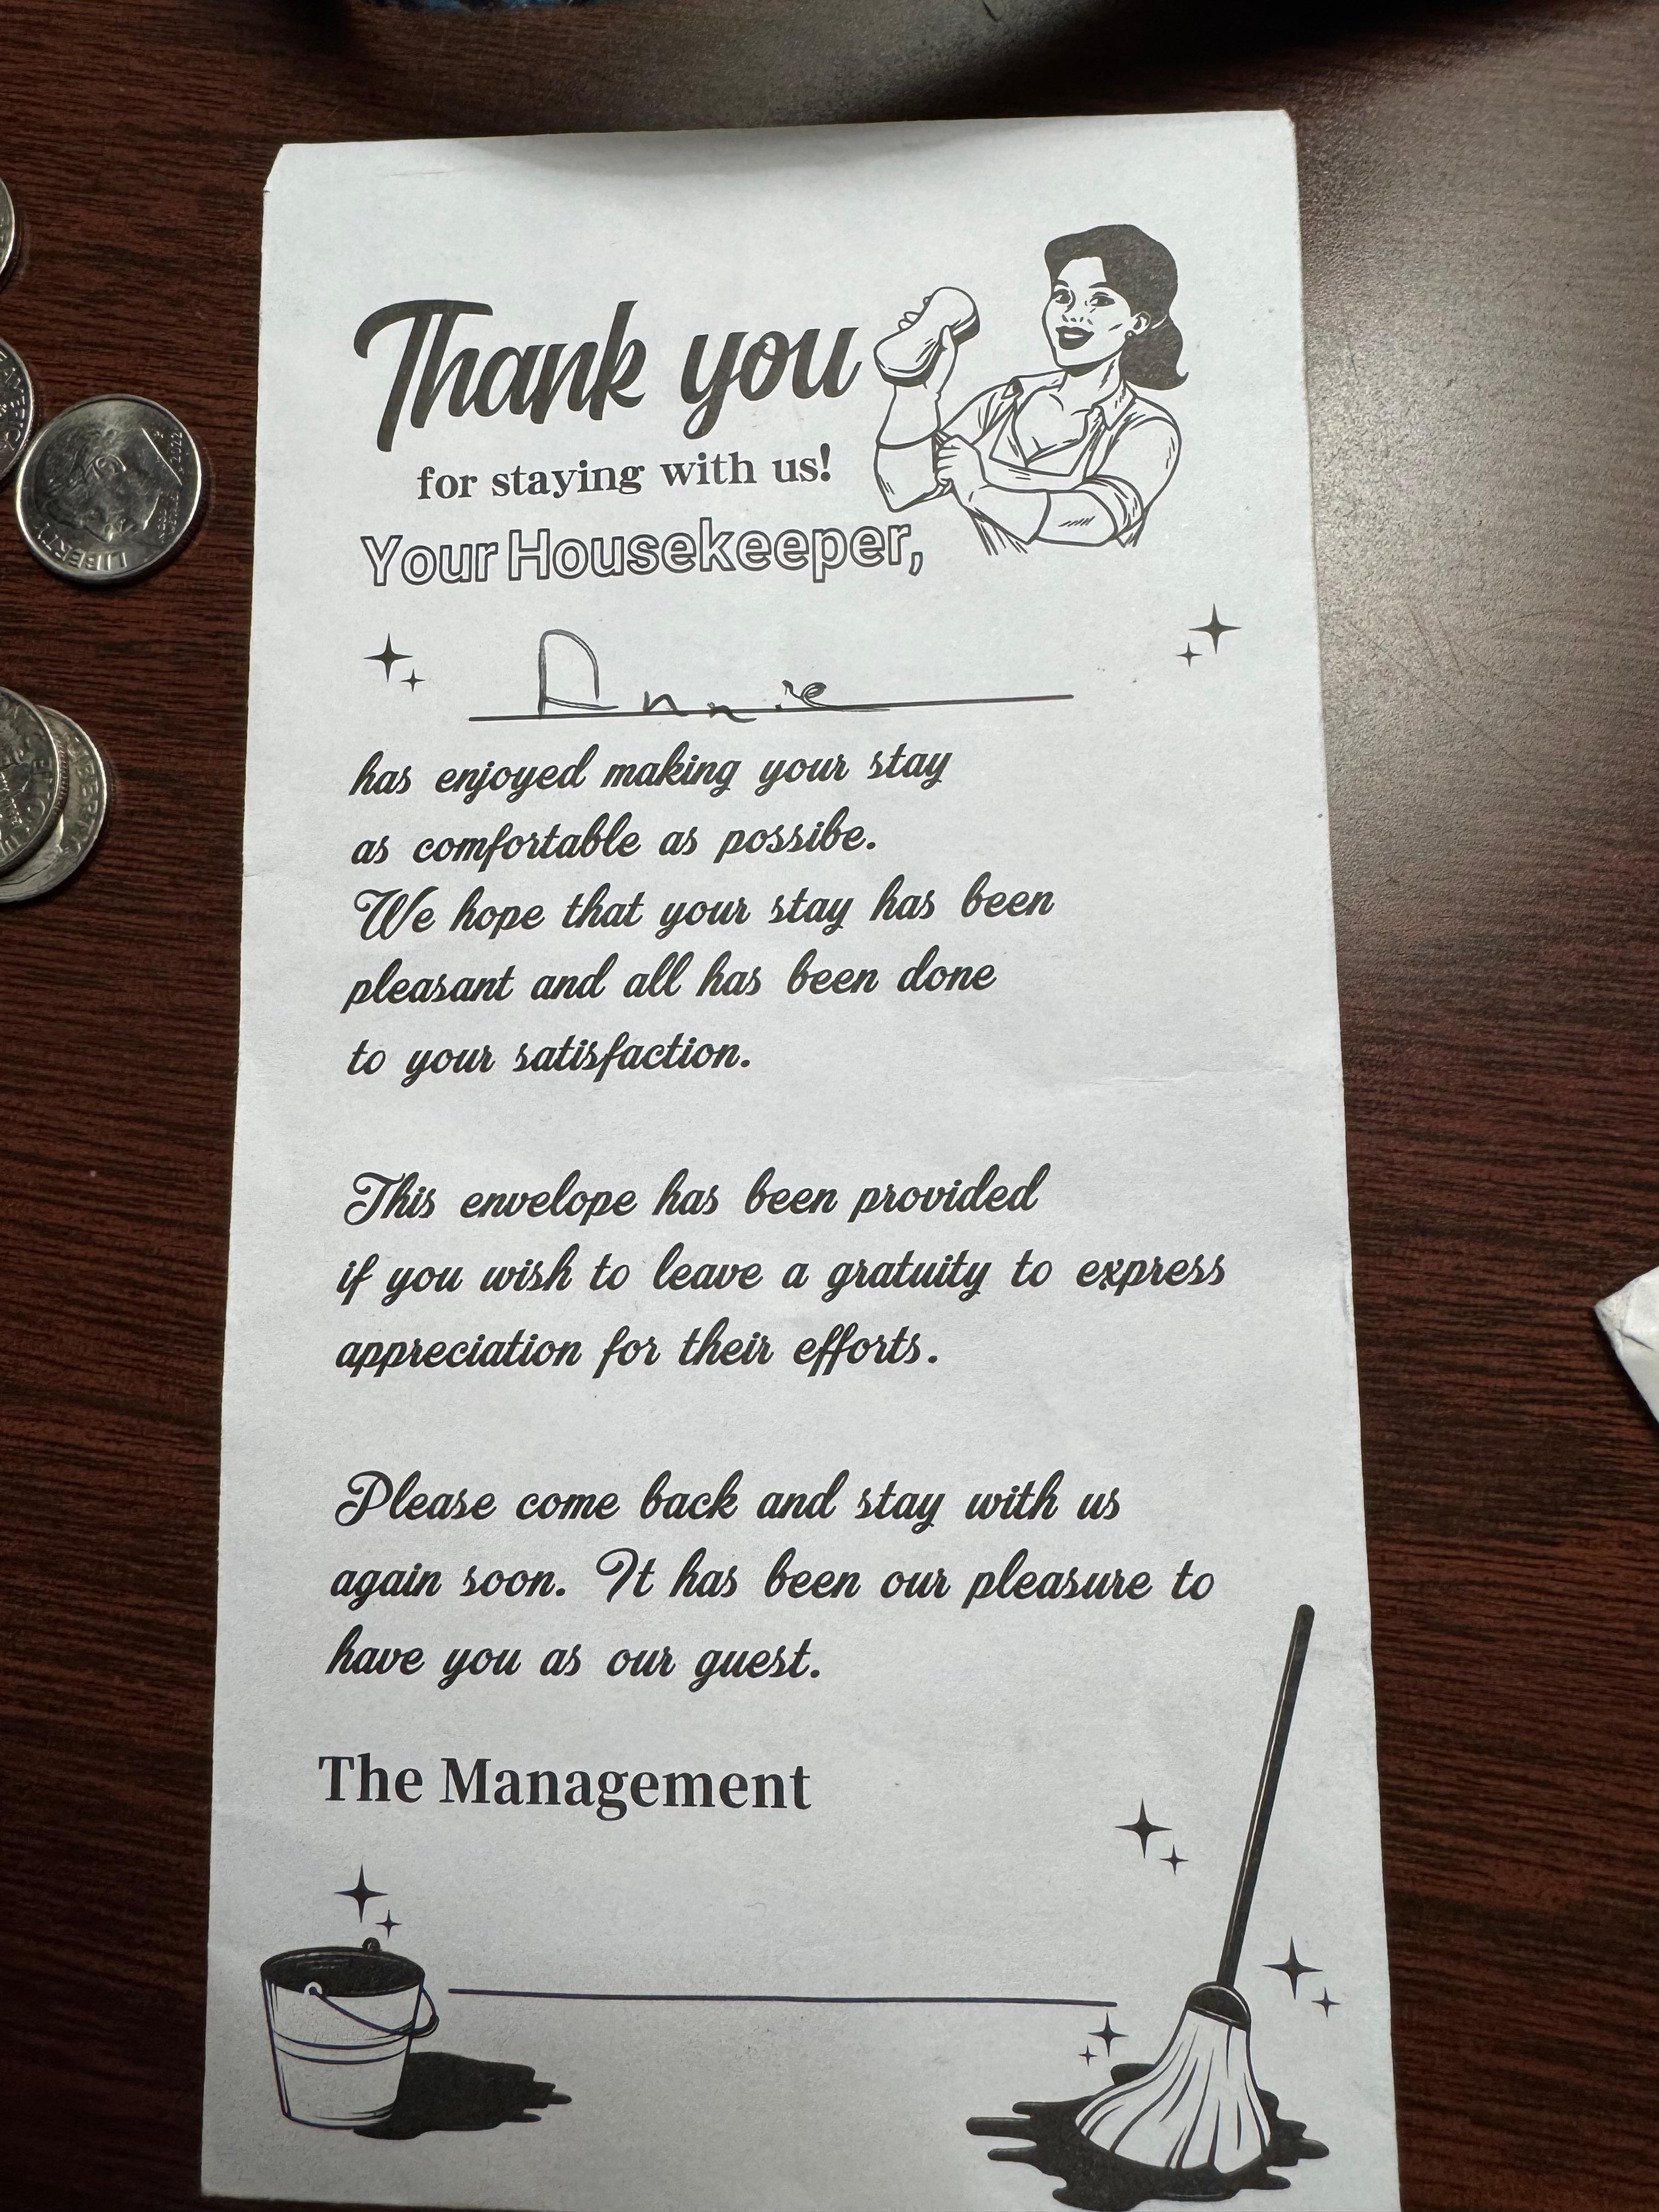 Thank you
for staying with us!
Your Housekeeper,
Annie
has enjoyed making your stay
as comfortable as possibe.
We hope that your stay has been
pleasant and all has been done
to your satisfaction.
This envelope has been provided
if you wish to leave a gratuity to express
appreciation for their efforts.
Please come back and stay with us
again soon. It has been our pleasure to
have you as our guest.
The Management
LIBERTY
2022
LIBERTY